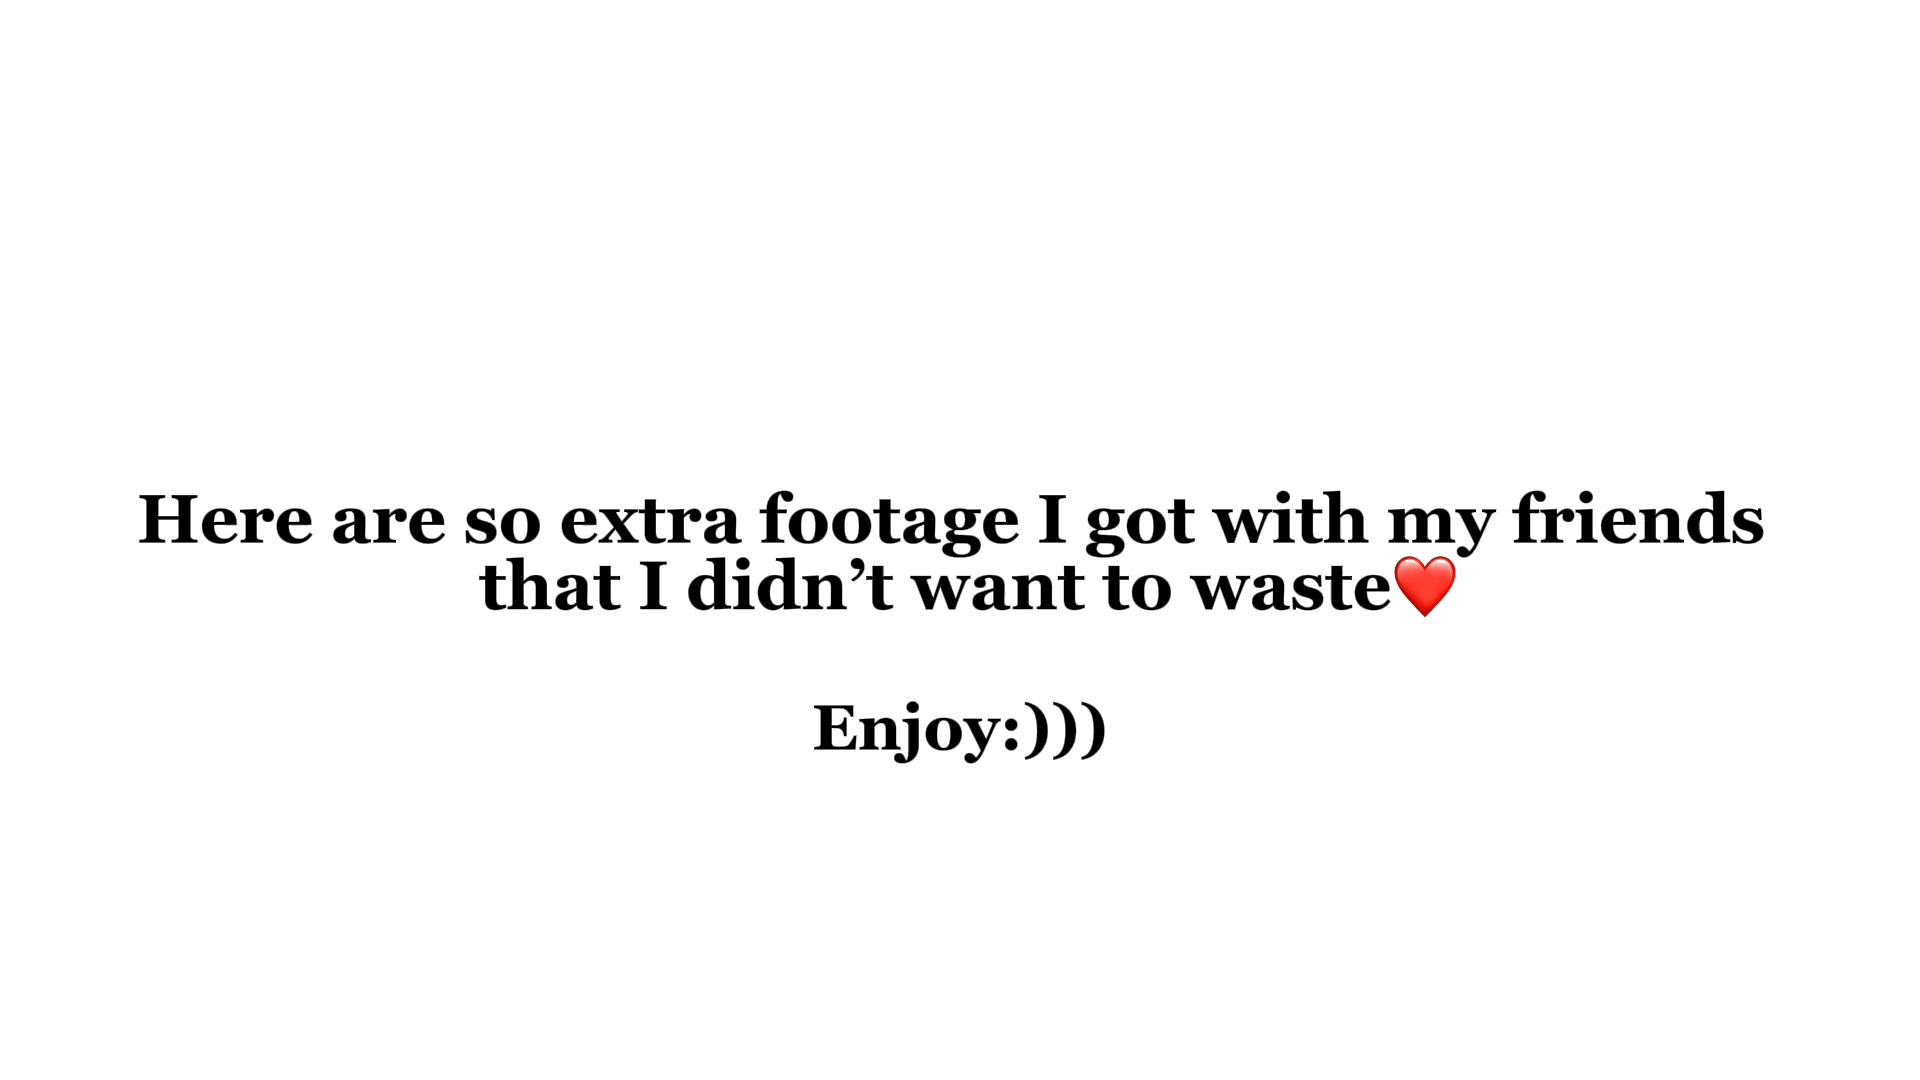 Here are so extra footage I got with my friends
that I didn’t want to waste❤️
Enjoy:)))